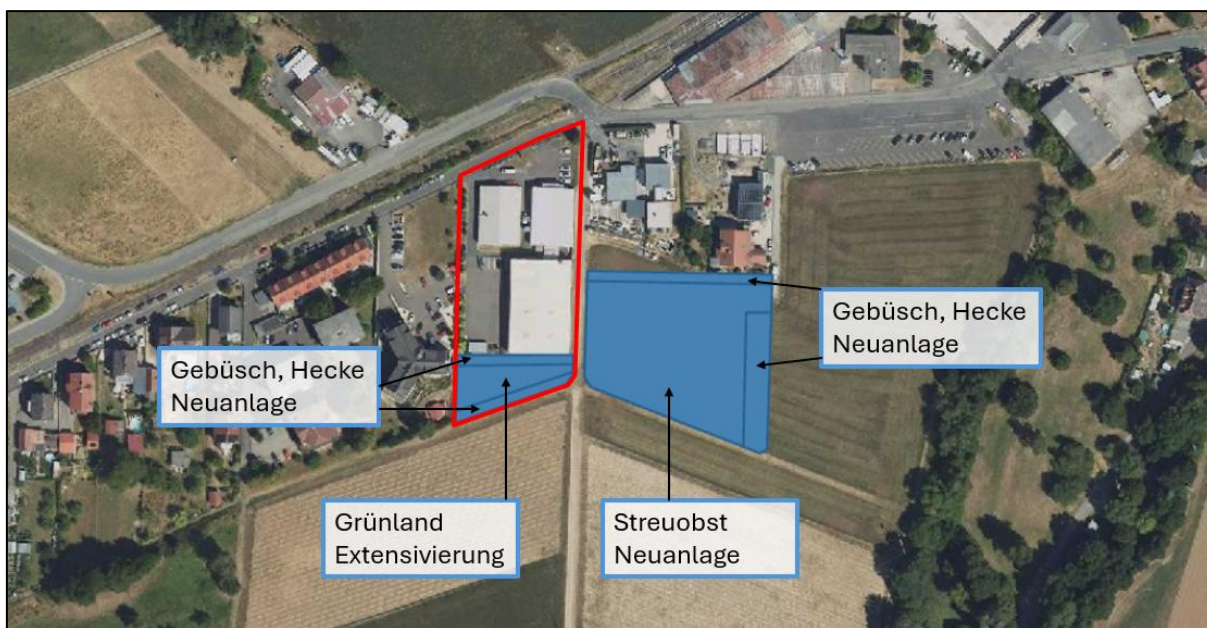 Gebüsch, Hecke
Neuanlage
Gebüsch, Hecke
Neuanlage
Grünland
Extensivierung
Streuobst
Neuanlage